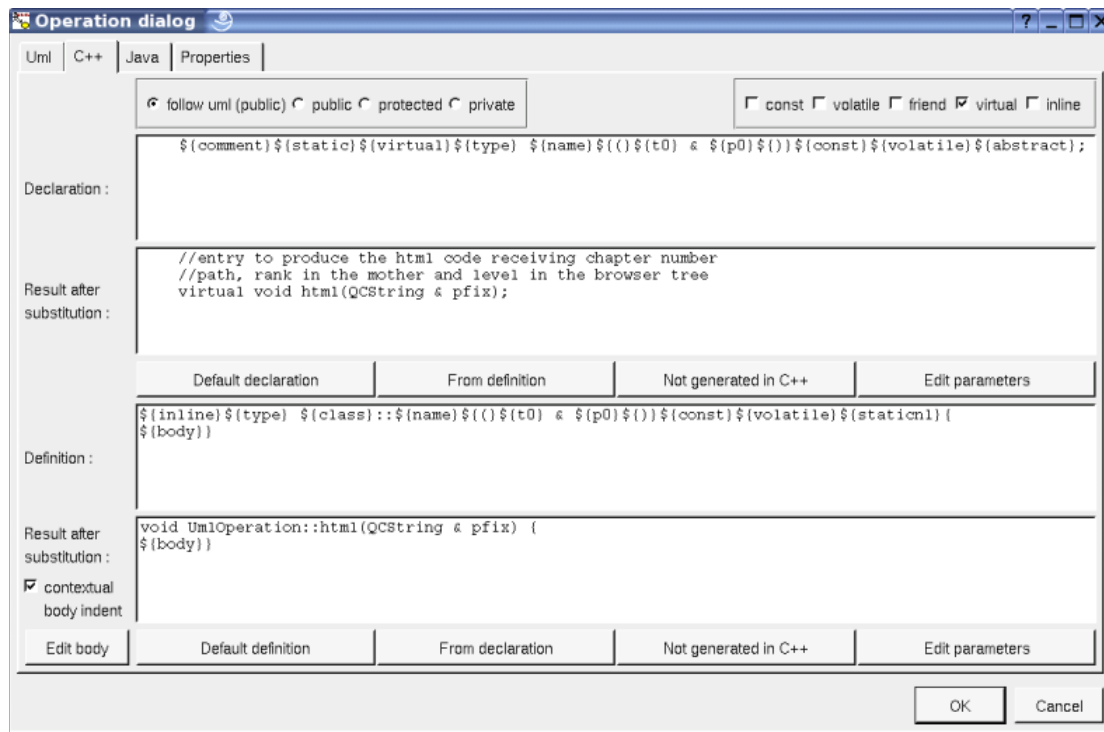 Operation dialog
Uml C++ Java Properties
follow uml (public) public protected private const volatile friend virtual inline
Declaration :
${comment}${static}${virtual}${type} ${name}${(}${t0} & ${p0}${)}${const}${volatile}${abstract};
Result after
substitution :
//entry to produce the html code receiving chapter number
//path, rank in the mother and level in the browser tree
virtual void html(QCString & pfix);
Default declaration From definition Not generated in C++ Edit parameters
Definition :
${inline}${type} ${class}::${name}${(}${t0} & ${p0}${)}${const}${volatile}${staticnl}{
${body}}
Result after
substitution :
void UmlOperation::html(QCString & pfix) {
${body}}
contextual
body indent
Edit body Default definition From declaration Not generated in C++ Edit parameters
OK Cancel